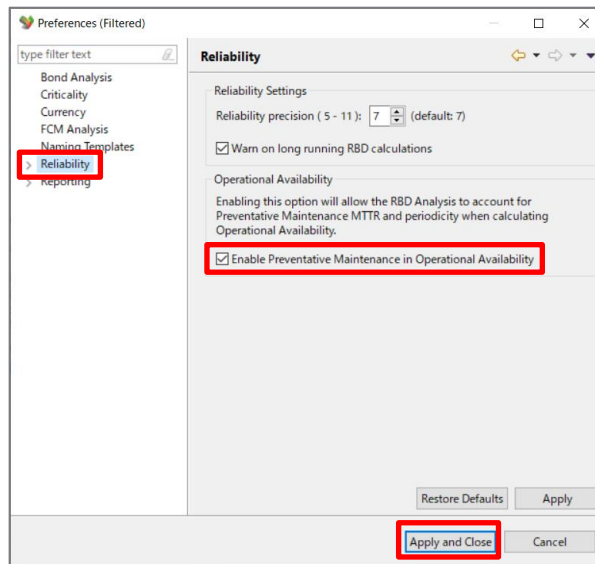 Preferences (Filtered)
type filter text
Bond Analysis
Criticality
Currency
FCM Analysis
Naming Templates
Reliability
Reporting
Reliability
Reliability Settings
Reliability precision ( 5 - 11 ): 7 (default: 7)
Warn on long running RBD calculations
Operational Availability
Enabling this option will allow the RBD Analysis to account for
Preventative Maintenance MTTR and periodicity when calculating
Operational Availability.
Enable Preventative Maintenance in Operational Availability
Restore Defaults Apply
Apply and Close Cancel